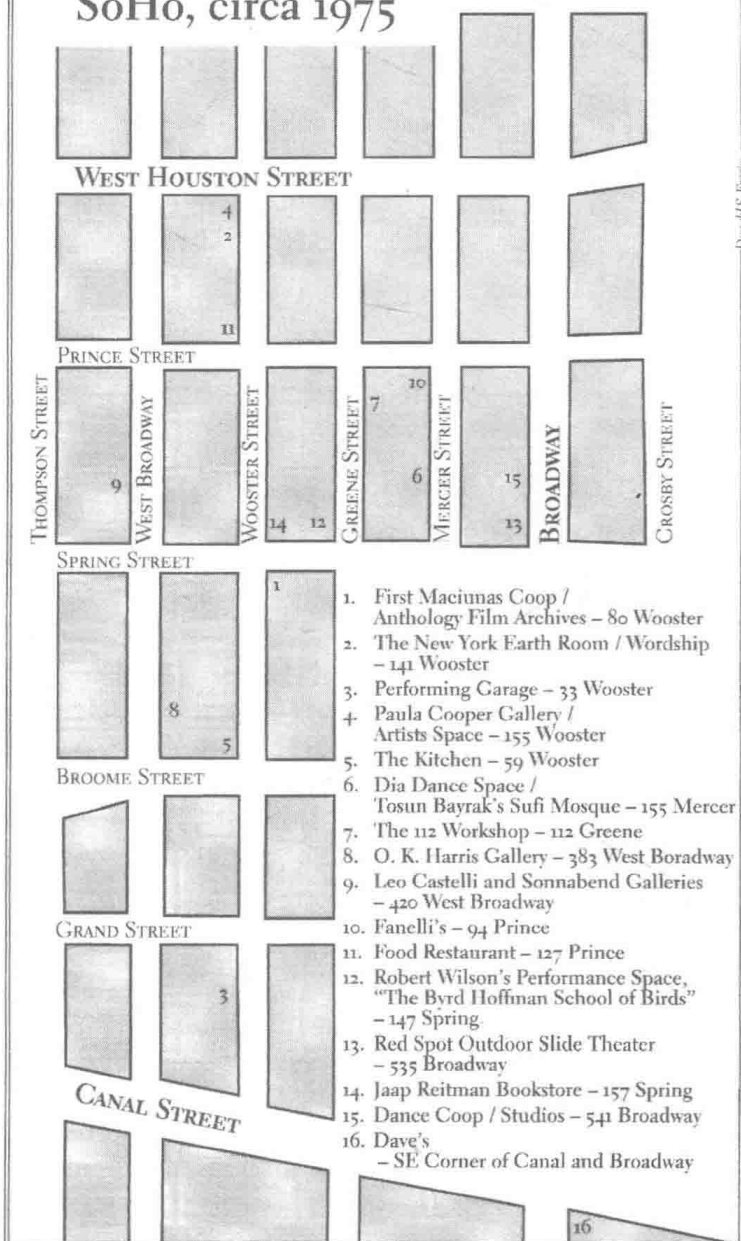 SoHo, circa 1975
WEST HOUSTON STREET
4
2
11
PRINCE STREET
THOMPSON STREET
WEST BROADWAY
WOOSTER STREET
GREENE STREET
MERCER STREET
BROADWAY
CROSBY STREET
10
7
9
6
15
14
12
13
SPRING STREET
1
8
5
BROOME STREET
GRAND STREET
3
CANAL STREET
16
1. First Maciunas Coop /
Anthology Film Archives – 80 Wooster
2. The New York Earth Room / Wordship
– 141 Wooster
3. Performing Garage – 33 Wooster
4. Paula Cooper Gallery /
Artists Space – 155 Wooster
5. The Kitchen – 59 Wooster
6. Dia Dance Space /
Tosun Bayrak's Sufi Mosque – 155 Mercer
7. The 112 Workshop – 112 Greene
8. O. K. Harris Gallery – 383 West Boradway
9. Leo Castelli and Sonnabend Galleries
– 420 West Broadway
10. Fanelli's – 94 Prince
11. Food Restaurant – 127 Prince
12. Robert Wilson's Performance Space,
"The Byrd Hoffman School of Birds"
– 147 Spring
13. Red Spot Outdoor Slide Theater
– 535 Broadway
14. Jaap Reitman Bookstore – 157 Spring
15. Dance Coop / Studios – 541 Broadway
16. Dave's
– SE Corner of Canal and Broadway